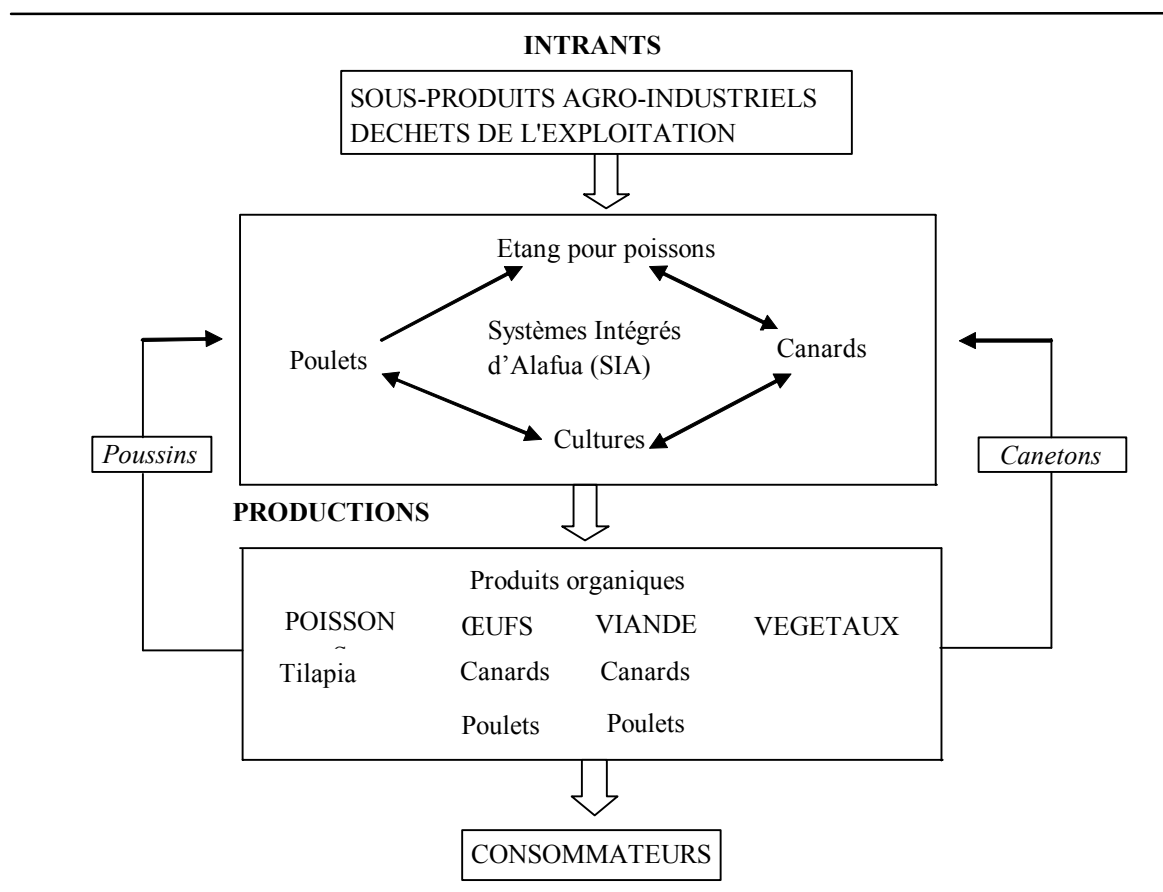 INTRANTS
SOUS-PRODUITS AGRO-INDUSTRIELS
DECHETS DE L'EXPLOITATION
Etang pour poissons
Systèmes Intégrés
d'Alafua (SIA)
Poulets
Canards
Cultures
Poussins
Canetons
PRODUCTIONS
Produits organiques
POISSON ŒUFS VIANDE VEGETAUX
Tilapia Canards Canards
Poulets Poulets
CONSOMMATEURS